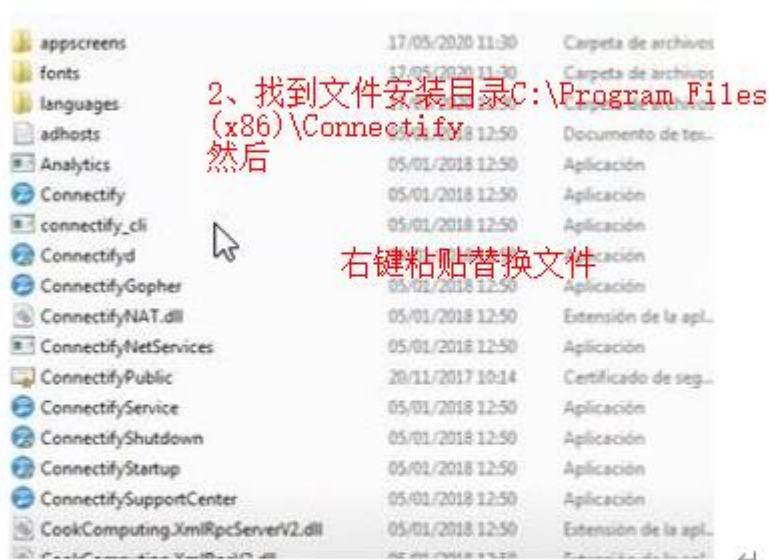 appscreens 17/05/2020 11:30 Carpeta de archivos
fonts 17/05/2020 11:30 Carpeta de archivos
languages
2、找到文件安装目录C:\Program Files
(x86)\Connectify
然后
adhosts Documento de tex...
Analytics 05/01/2018 12:50 Aplicación
Connectify 05/01/2018 12:50 Aplicación
connectify_cli 05/01/2018 12:50 Aplicación
Connectifyd Aplicación
右键粘贴替换文件
ConnectifyGopher 05/01/2018 12:50 Aplicación
ConnectifyNAT.dll 05/01/2018 12:50 Extensión de la apl...
ConnectifyNetServices 05/01/2018 12:50 Aplicación
ConnectifyPublic 20/11/2017 10:14 Certificado de seg...
ConnectifyService 05/01/2018 12:50 Aplicación
ConnectifyShutdown 05/01/2018 12:50 Aplicación
ConnectifyStartup 05/01/2018 12:50 Aplicación
ConnectifySupportCenter 05/01/2018 12:50 Aplicación
CookComputing.XmlRpcServerV2.dll 05/01/2018 12:50 Extensión de la apl...